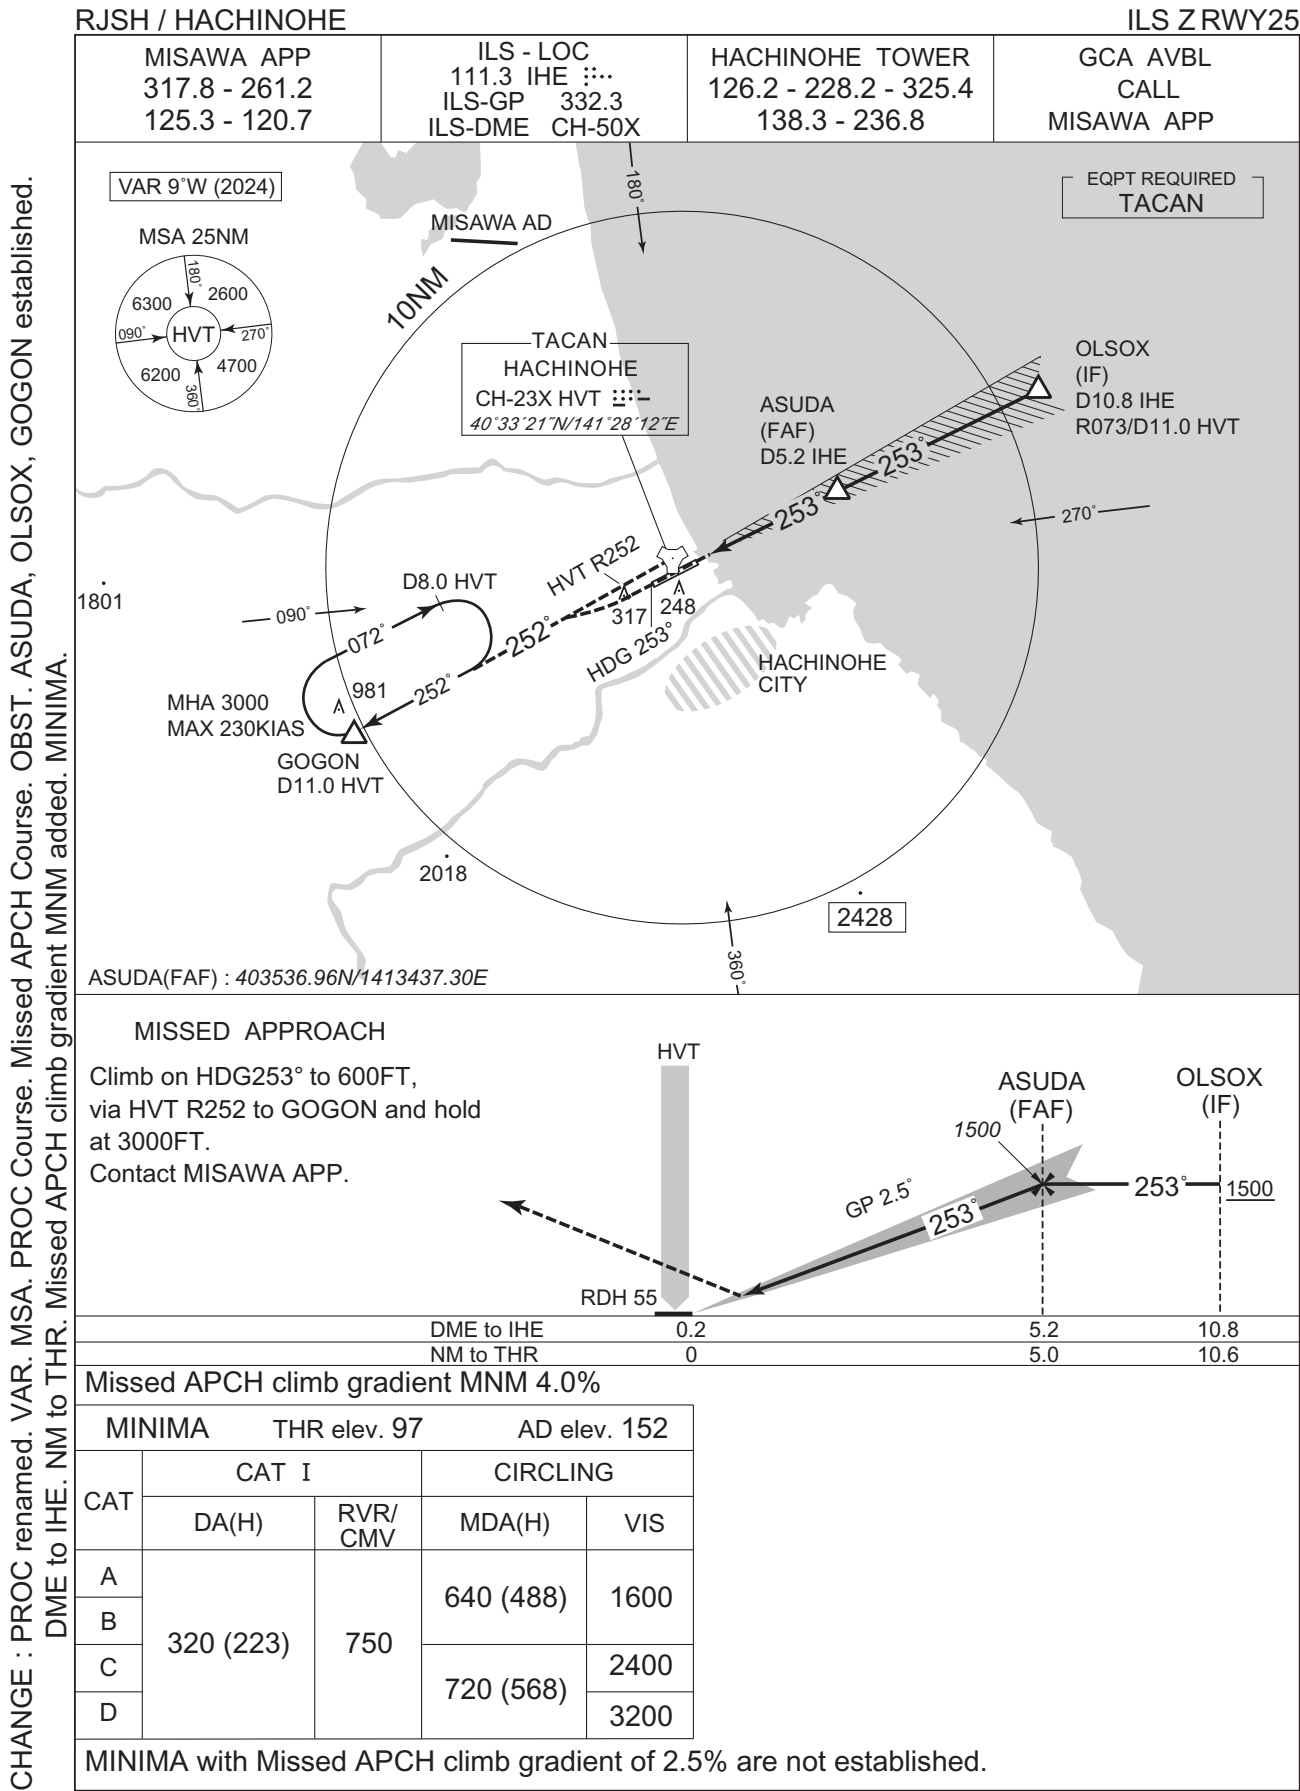 RJSH / HACHINOHE
ILS Z RWY25
MISAWA APP
317.8 - 261.2
125.3 - 120.7
ILS - LOC
111.3 IHE
ILS-GP 332.3
ILS-DME CH-50X
HACHINOHE TOWER
126.2 - 228.2 - 325.4
138.3 - 236.8
GCA AVBL
CALL
MISAWA APP
VAR 9°W (2024)
MSA 25NM
180°
6300
2600
090°
HVT
270°
6200
4700
360°
MISAWA AD
10NM
180°
EQPT REQUIRED
TACAN
TACAN
HACHINOHE
CH-23X HVT
40°33′21″N/141°28′12″E
OLSOX
(IF)
D10.8 IHE
R073/D11.0 HVT
ASUDA
(FAF)
D5.2 IHE
253°
253°
270°
HVT R252
D8.0 HVT
1801
090°
072°
252°
317
248
HDG 253°
252°
HACHINOHE
CITY
981
MHA 3000
MAX 230KIAS
GOGON
D11.0 HVT
2018
2428
360°
ASUDA(FAF) : 403536.96N/1413437.30E
MISSED APPROACH
Climb on HDG253° to 600FT,
via HVT R252 to GOGON and hold
at 3000FT.
Contact MISAWA APP.
HVT
ASUDA
(FAF)
OLSOX
(IF)
1500
GP 2.5°
253°
253°
1500
RDH 55
DME to IHE 0.2 5.2 10.8
NM to THR 0 5.0 10.6
Missed APCH climb gradient MNM 4.0%
MINIMA THR elev. 97 AD elev. 152
CAT
CAT I
CIRCLING
DA(H)
RVR/
CMV
MDA(H)
VIS
A
B
C
D
320 (223)
750
640 (488)
1600
720 (568)
2400
3200
MINIMA with Missed APCH climb gradient of 2.5% are not established.
CHANGE : PROC renamed. VAR. MSA. PROC Course. Missed APCH Course. OBST. ASUDA, OLSOX, GOGON established.
DME to IHE. NM to THR. Missed APCH climb gradient MNM added. MINIMA.